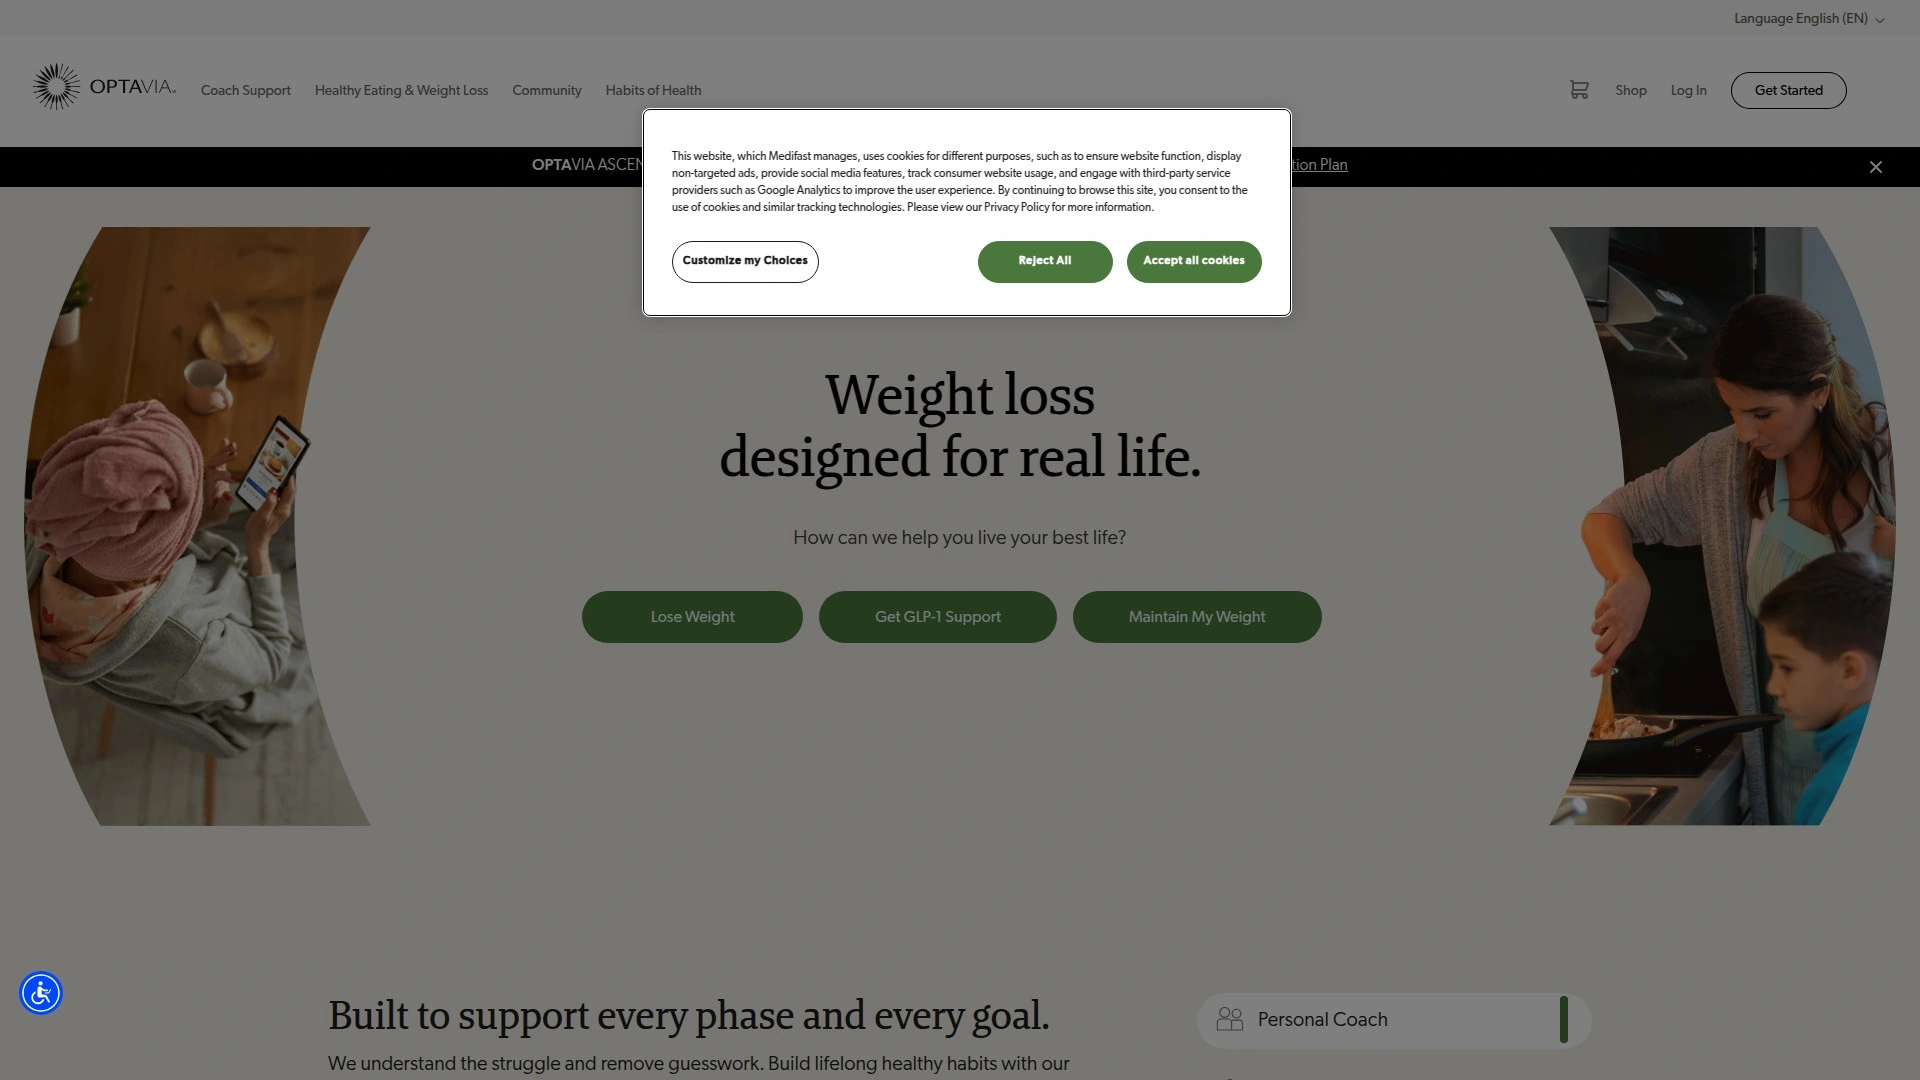 Language English (EN)
OPTAVIA
Coach Support
Healthy Eating & Weight Loss
Community
Habits of Health
Shop
Log In
Get Started
OPTAVIA
tion Plan
This website, which Medifast manages, uses cookies for different purposes, such as to ensure website function, display
non-targeted ads, provide social media features, track consumer website usage, and engage with third-party service
providers such as Google Analytics to improve the user experience. By continuing to browse this site, you consent to the
use of cookies and similar tracking technologies. Please view our Privacy Policy for more information.
Customize my Choices
Reject All
Accept all cookies
Weight loss
designed for real life.
How can we help you live your best life?
Lose Weight
Get GLP-1 Support
Maintain My Weight
Built to support every phase and every goal.
We understand the struggle and remove guesswork. Build lifelong healthy habits with our
Personal Coach